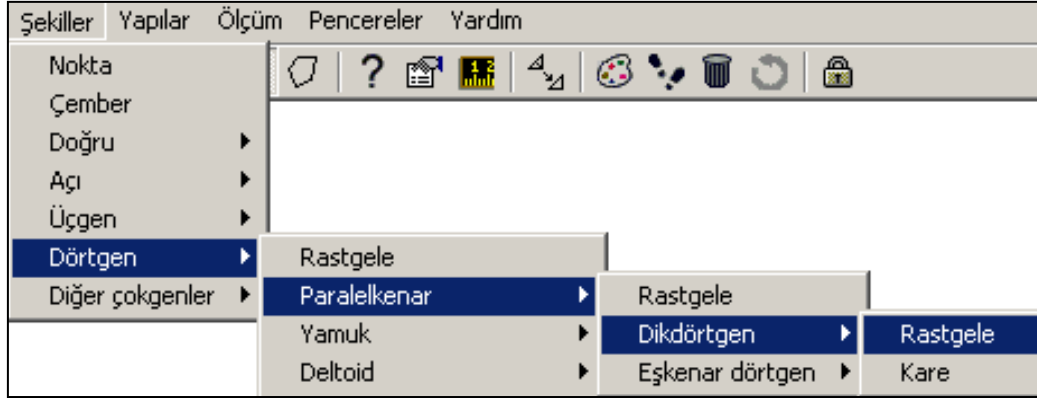 Şekiller Yapılar Ölçüm Pencereler Yardım
Nokta
Çember
Doğru
Açı
Üçgen
Dörtgen
Diğer çokgenler
Rastgele
Paralelkenar
Yamuk
Deltoid
Rastgele
Dikdörtgen
Eşkenar dörtgen
Rastgele
Kare